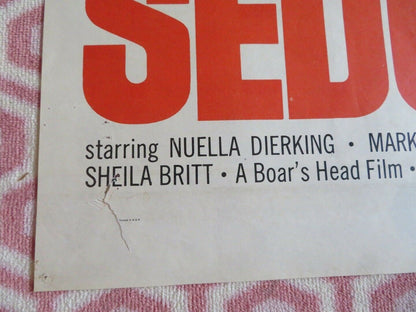 SEDU
starring NUELLA DIERKING • MARK
SHEILA BRITT • A Boar's Head Film •